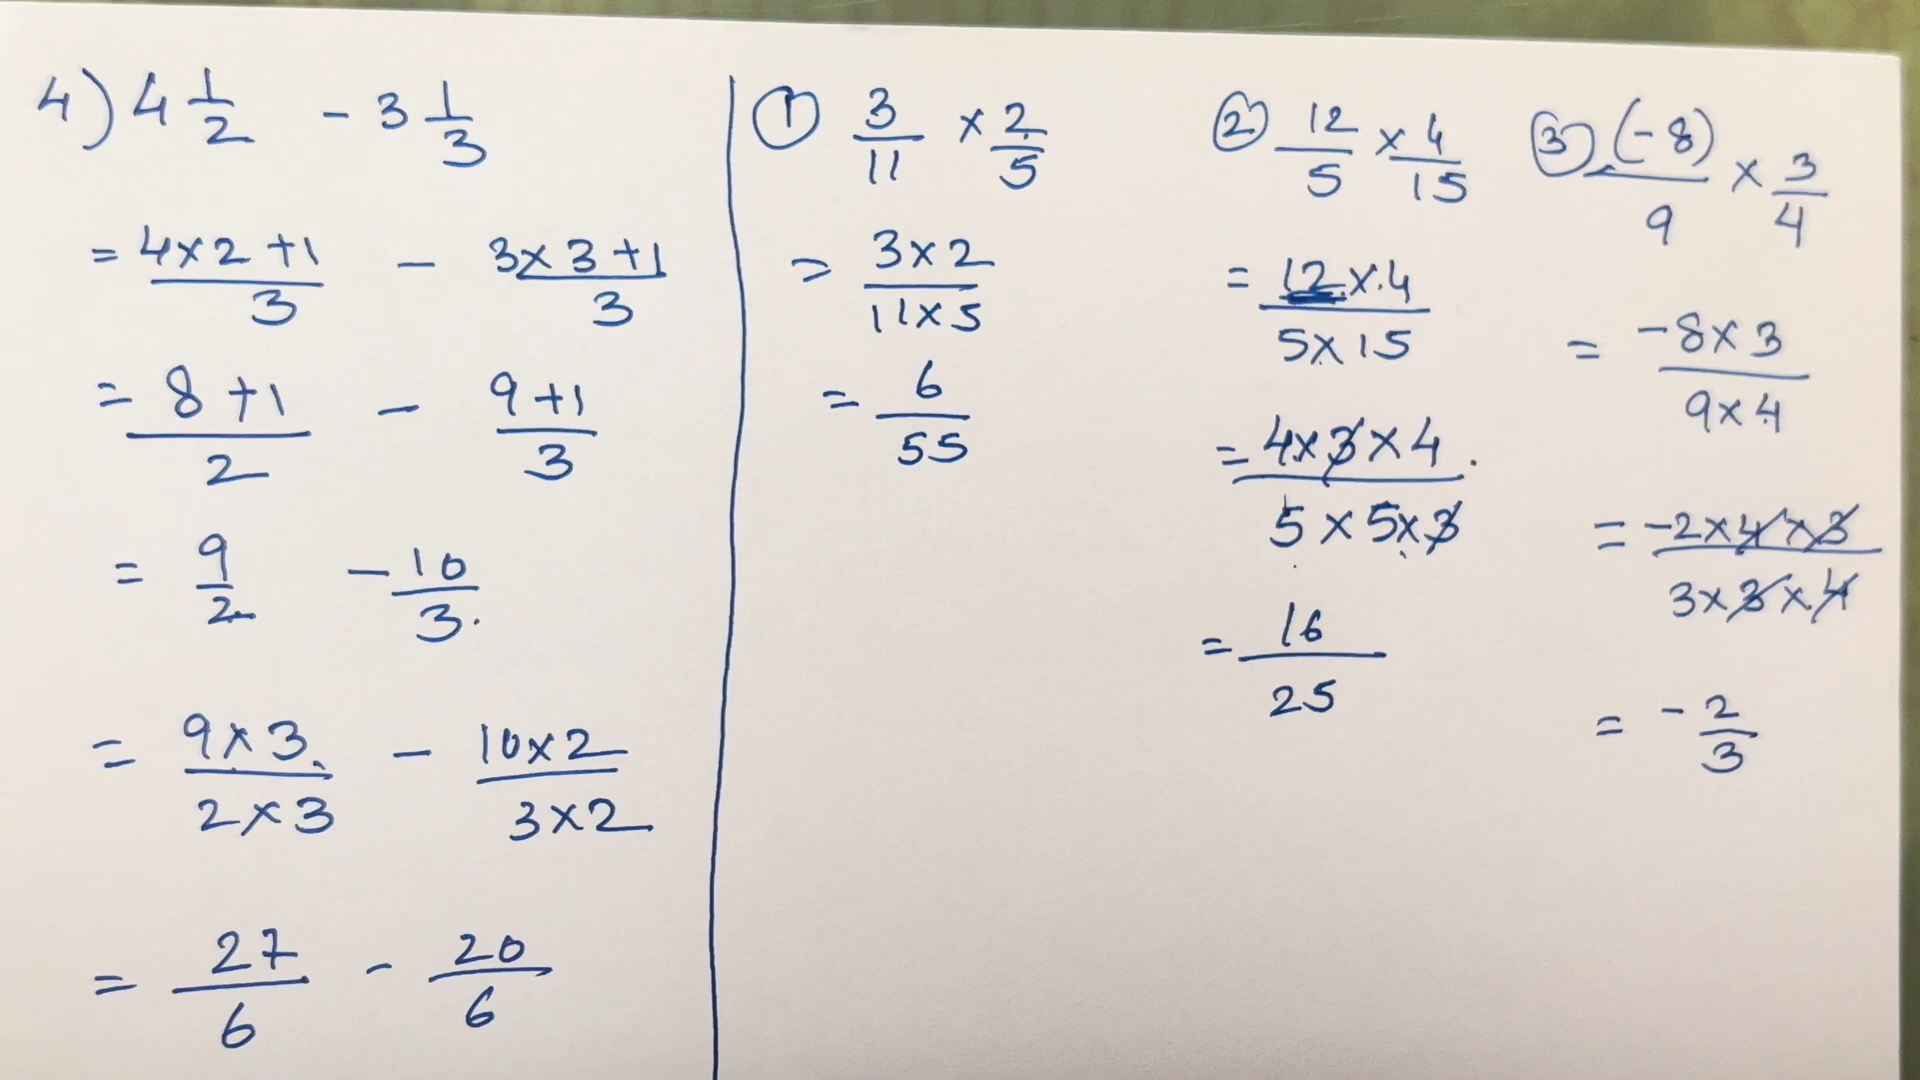 4) 4 1/2 - 3 1/3
= (4×2+1)/3 - (3×3+1)/3
= (8+1)/2 - (9+1)/3
= 9/2 - 10/3
= (9×3)/(2×3) - (10×2)/(3×2)
= 27/6 - 20/6
① 3/11 × 2/5
= (3×2)/(11×5)
= 6/55
② 12/5 × 4/15
= (12×4)/(5×15)
= (4×3×4)/(5×5×3)
= 16/25
③ (-8)/9 × 3/4
= (-8×3)/(9×4)
= (-2×4×3)/(3×3×4)
= -2/3